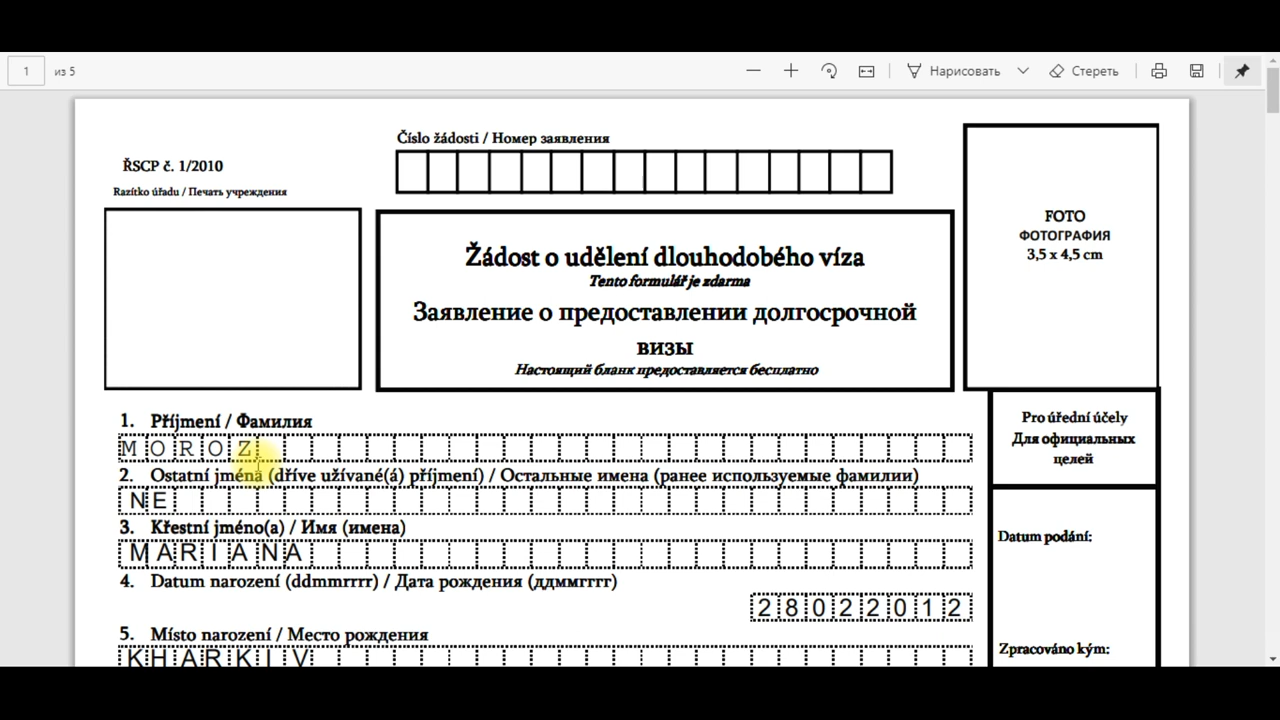 1 из 5 Нарисовать Стереть
Číslo žádosti / Номер заявления
ŘSCP č. 1/2010
Razítko úřadu / Печать учреждения
FOTO
ФОТОГРАФИЯ
3,5 x 4,5 cm
Žádost o udělení dlouhodobého víza
Tento formulář je zdarma
Заявление о предоставлении долгосрочной
визы
Настоящий бланк предоставляется бесплатно
1. Příjmení / Фамилия
MOROZ
2. Ostatní jména (dříve užívané(á) příjmení) / Остальные имена (ранее используемые фамилии)
NE
3. Křestní jméno(a) / Имя (имена)
MARIANA
4. Datum narození (ddmmrrrr) / Дата рождения (ддммгггг)
28022012
5. Místo narození / Место рождения
KHARKIV
Pro úřední účely
Для официальных
целей
Datum podání:
Zpracováno kým: